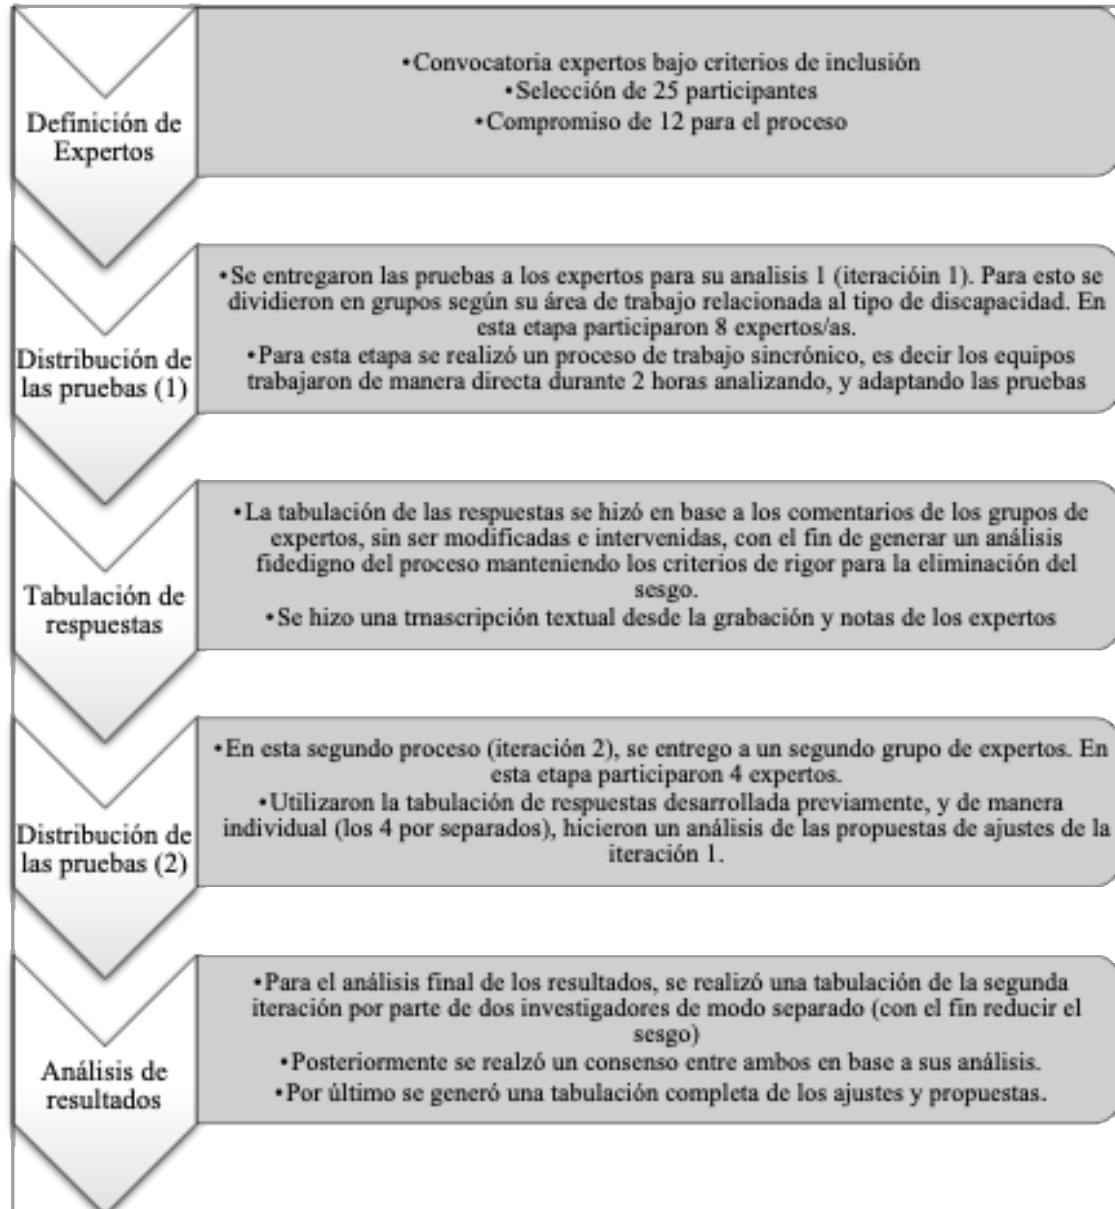 Definición de
Expertos
•Convocatoria expertos bajo criterios de inclusión
•Selección de 25 participantes
•Compromiso de 12 para el proceso
Distribución de
las pruebas (1)
•Se entregaron las pruebas a los expertos para su analisis 1 (iteracióin 1). Para esto se
dividieron en grupos según su área de trabajo relacionada al tipo de discapacidad. En
esta etapa participaron 8 expertos/as.
•Para esta etapa se realizó un proceso de trabajo sincrónico, es decir los equipos
trabajaron de manera directa durante 2 horas analizando, y adaptando las pruebas
Tabulación de
respuestas
•La tabulación de las respuestas se hizó en base a los comentarios de los grupos de
expertos, sin ser modificadas e intervenidas, con el fin de generar un análisis
fidedigno del proceso manteniendo los criterios de rigor para la eliminación del
sesgo.
•Se hizo una trnascripción textual desde la grabación y notas de los expertos
Distribución de
las pruebas (2)
•En esta segundo proceso (iteración 2), se entrego a un segundo grupo de expertos. En
esta etapa participaron 4 expertos.
•Utilizaron la tabulación de respuestas desarrollada previamente, y de manera
individual (los 4 por separados), hicieron un análisis de las propuestas de ajustes de la
iteración 1.
Análisis de
resultados
•Para el análisis final de los resultados, se realizó una tabulación de la segunda
iteración por parte de dos investigadores de modo separado (con el fin reducir el
sesgo)
•Posteriormente se realzó un consenso entre ambos en base a sus análisis.
•Por último se generó una tabulación completa de los ajustes y propuestas.